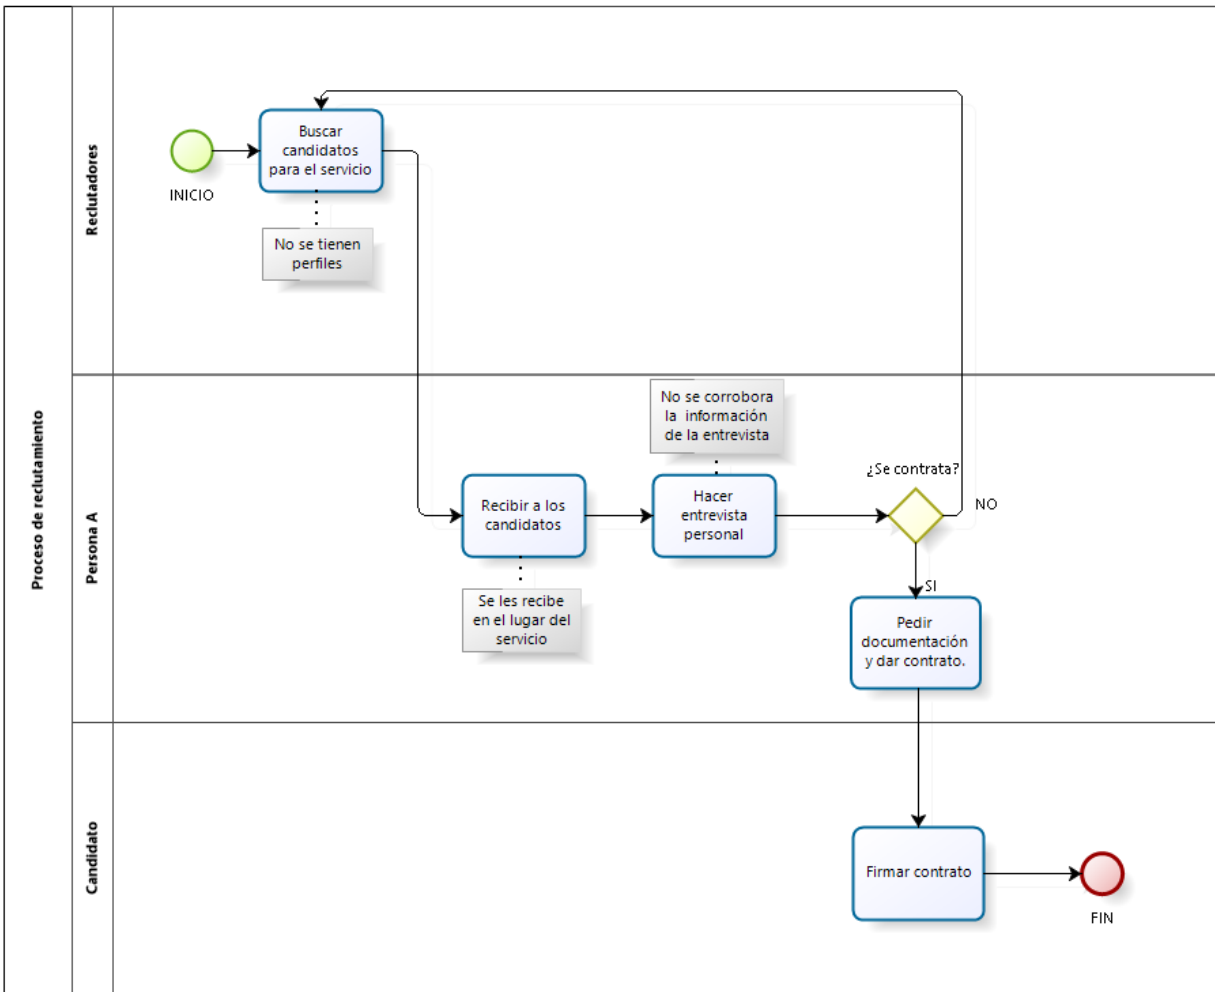 Proceso de reclutamiento
Reclutadores
INICIO
Buscar
candidatos
para el servicio
No se tienen
perfiles
Persona A
Recibir a los
candidatos
Se les recibe
en el lugar del
servicio
No se corrobora
la información
de la entrevista
Hacer
entrevista
personal
¿Se contrata?
NO
SI
Pedir
documentación
y dar contrato.
Candidato
Firmar contrato
FIN